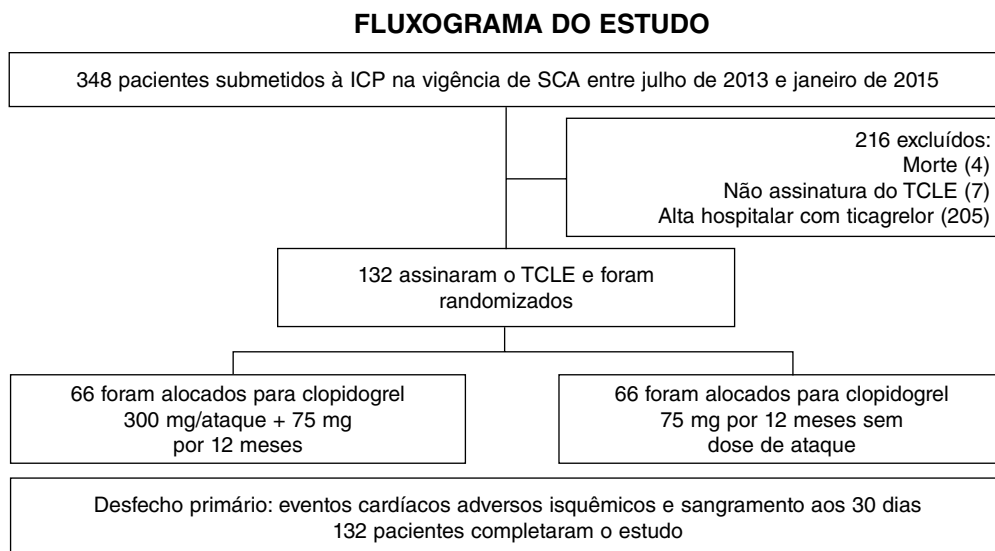 FLUXOGRAMA DO ESTUDO
348 pacientes submetidos à ICP na vigência de SCA entre julho de 2013 e janeiro de 2015
216 excluídos:
Morte (4)
Não assinatura do TCLE (7)
Alta hospitalar com ticagrelor (205)
132 assinaram o TCLE e foram
randomizados
66 foram alocados para clopidogrel
300 mg/ataque + 75 mg
por 12 meses
66 foram alocados para clopidogrel
75 mg por 12 meses sem
dose de ataque
Desfecho primário: eventos cardíacos adversos isquêmicos e sangramento aos 30 dias
132 pacientes completaram o estudo